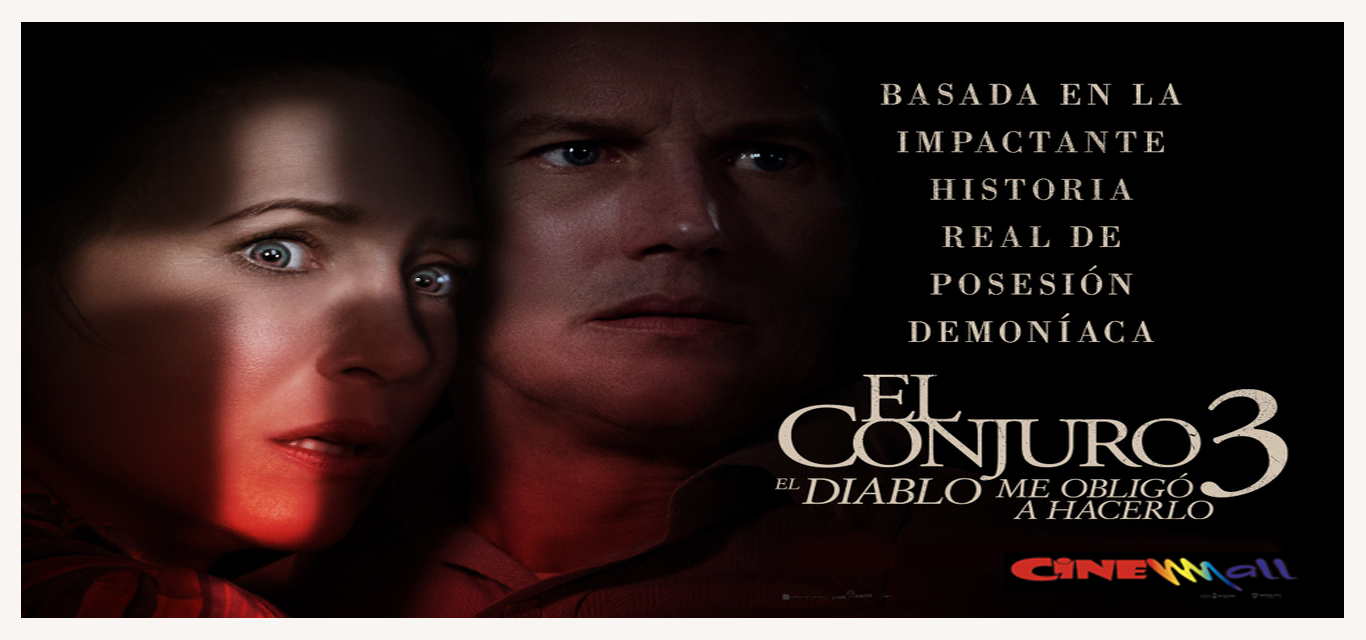 BASADA EN LA
IMPACTANTE
HISTORIA
REAL DE
POSESIÓN
DEMONÍACA
EL
CONJURO 3
EL DIABLO ME OBLIGÓ
A HACERLO
CINEMALL